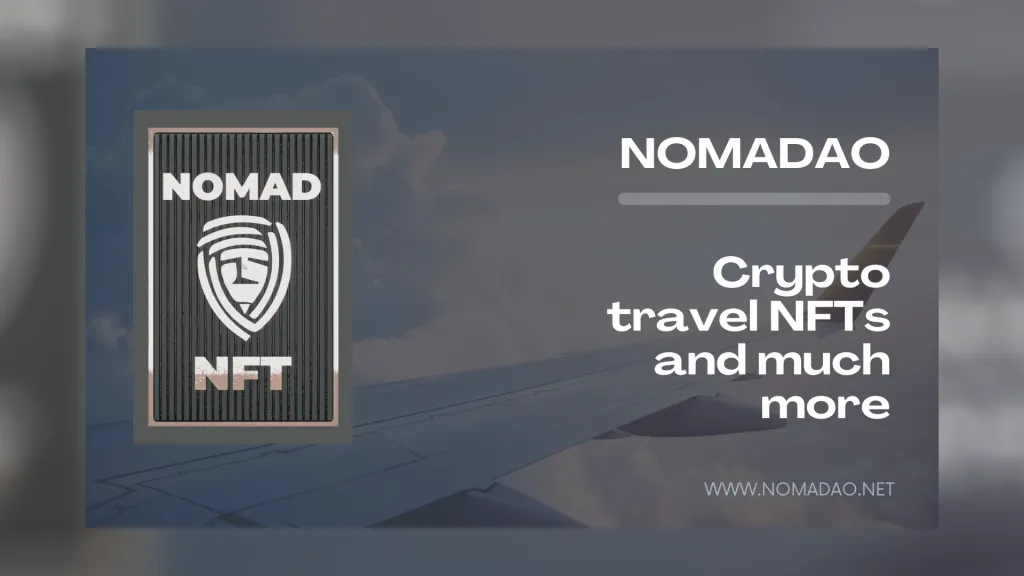 NOMAD
NFT
NOMADAO
Crypto
travel NFTs
and much
more
WWW.NOMADAO.NET